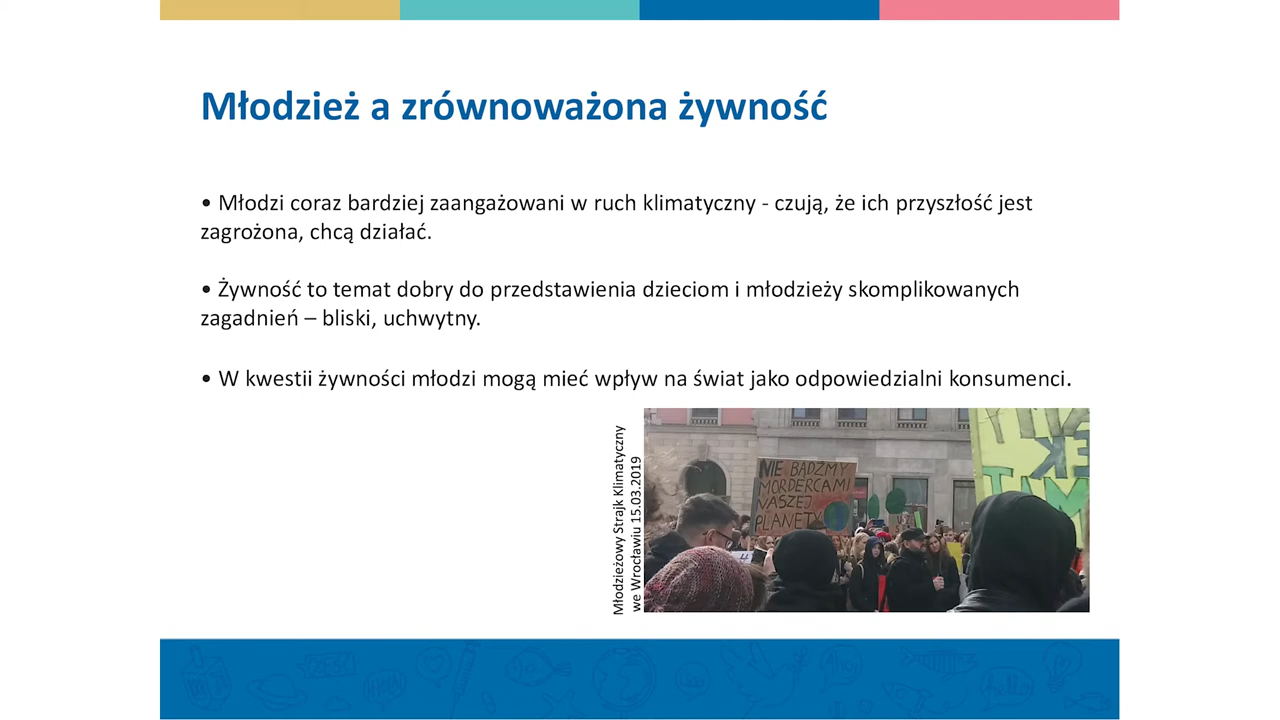 Młodzież a zrównoważona żywność
• Młodzi coraz bardziej zaangażowani w ruch klimatyczny - czują, że ich przyszłość jest
zagrożona, chcą działać.
• Żywność to temat dobry do przedstawienia dzieciom i młodzieży skomplikowanych
zagadnień – bliski, uchwytny.
• W kwestii żywności młodzi mogą mieć wpływ na świat jako odpowiedzialni konsumenci.
Młodzieżowy Strajk Klimatyczny
we Wrocławiu 15.03.2019
NIE BĄDŹMY
MORDERCAMI
NASZEJ
PLANETY